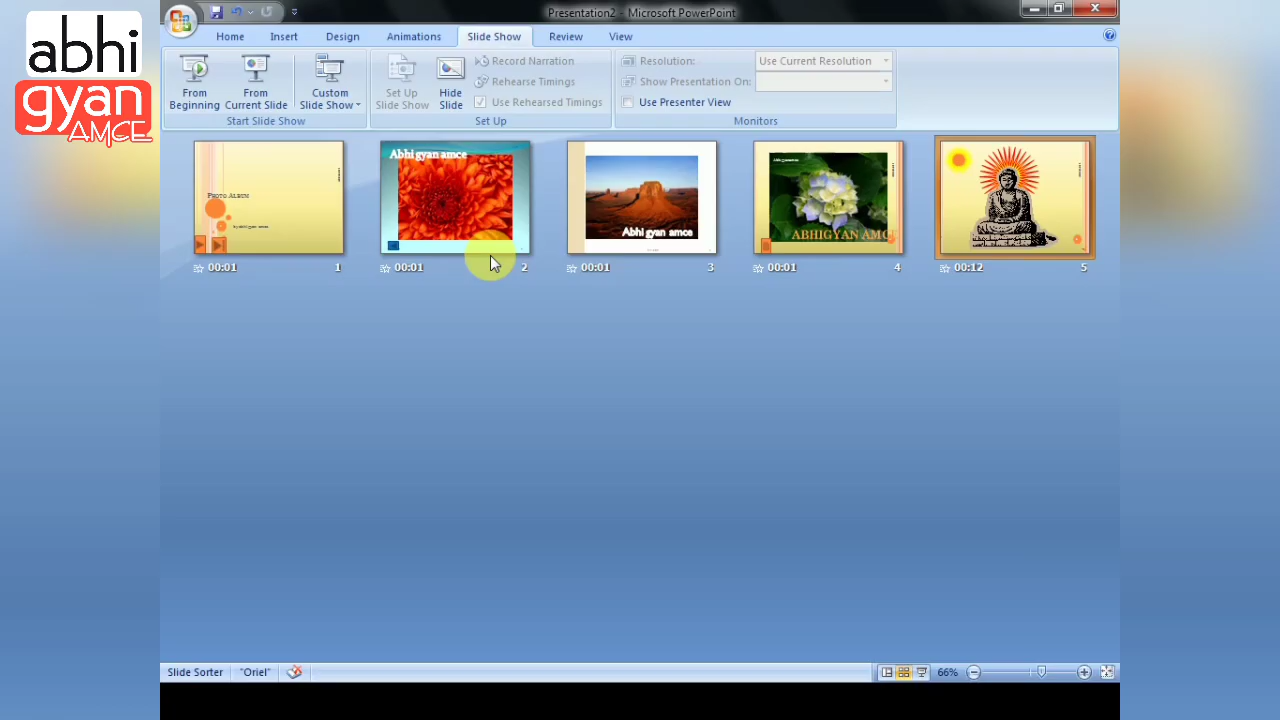 abhi
gyan
AMCE
Presentation2 - Microsoft PowerPoint
Home Insert Design Animations Slide Show Review View
From Beginning
From Current Slide
Custom Slide Show
Start Slide Show
Set Up Slide Show
Hide Slide
Record Narration
Rehearse Timings
Use Rehearsed Timings
Set Up
Resolution: Use Current Resolution
Show Presentation On:
Use Presenter View
Monitors
PHOTO ALBUM
by abhi gyan amce
00:01 1
Abhi gyan amce
00:01 2
Abhi gyan amce
00:01 3
ABHIGYAN AMCE
00:01 4
00:12 5
Slide Sorter "Oriel" 66%